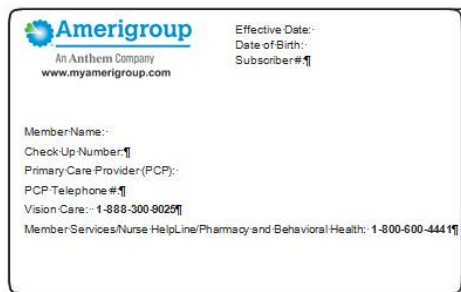 Amerigroup
An Anthem Company
www.myamerigroup.com
Effective Date:
Date of Birth:
Subscriber #:¶
Member Name:
Check Up Number:¶
Primary Care Provider (PCP):
PCP Telephone #:¶
Vision Care: 1-888-300-9025¶
Member Services/Nurse HelpLine/Pharmacy and Behavioral Health: 1-800-600-4441¶